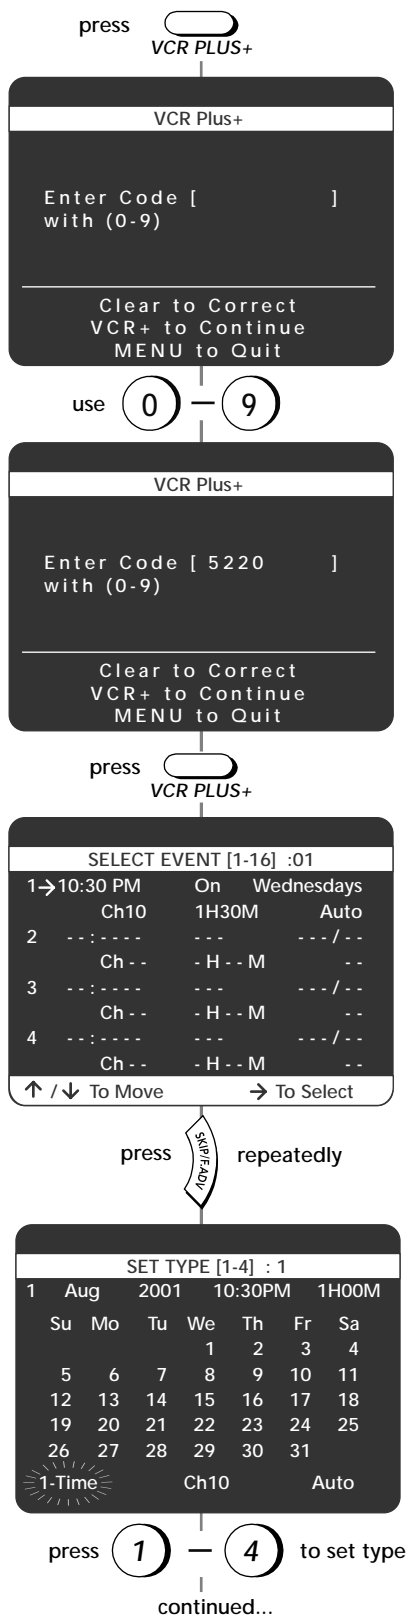 press
VCR PLUS+
VCR Plus+
Enter Code [ ]
with (0-9)
Clear to Correct
VCR+ to Continue
MENU to Quit
use 0 – 9
VCR Plus+
Enter Code [ 5220 ]
with (0-9)
Clear to Correct
VCR+ to Continue
MENU to Quit
press
VCR PLUS+
SELECT EVENT [1-16] :01
1→10:30 PM On Wednesdays
Ch10 1H30M Auto
2 --:---- --- ---/--
Ch-- -H--M --
3 --:---- --- ---/--
Ch-- -H--M --
4 --:---- --- ---/--
Ch-- -H--M --
↑/↓ To Move → To Select
press SKIP/F.ADV repeatedly
SET TYPE [1-4] : 1
1 Aug 2001 10:30PM 1H00M
Su Mo Tu We Th Fr Sa
1 2 3 4
5 6 7 8 9 10 11
12 13 14 15 16 17 18
19 20 21 22 23 24 25
26 27 28 29 30 31
1-Time Ch10 Auto
press 1 – 4 to set type
continued...